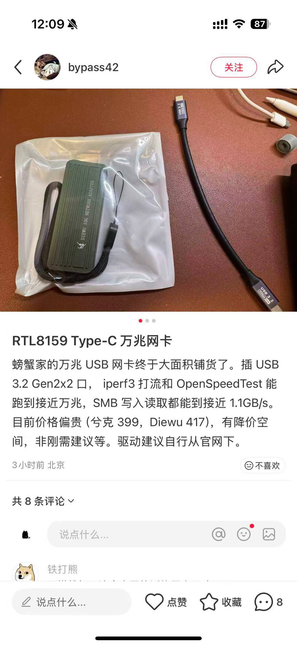 12:09
87
bypass42
关注
RTL8159 Type-C 万兆网卡
螃蟹家的万兆 USB 网卡终于大面积铺货了。插 USB
3.2 Gen2x2 口， iperf3 打流和 OpenSpeedTest 能
跑到接近万兆，SMB 写入读取都能到接近 1.1GB/s。
目前价格偏贵 (兮克 399，Diewu 417)，有降价空
间，非刚需建议等。驱动建议自行从官网下。
3小时前 北京
不喜欢
共 8 条评论
说点什么...
铁打熊
说点什么...
点赞
收藏
8